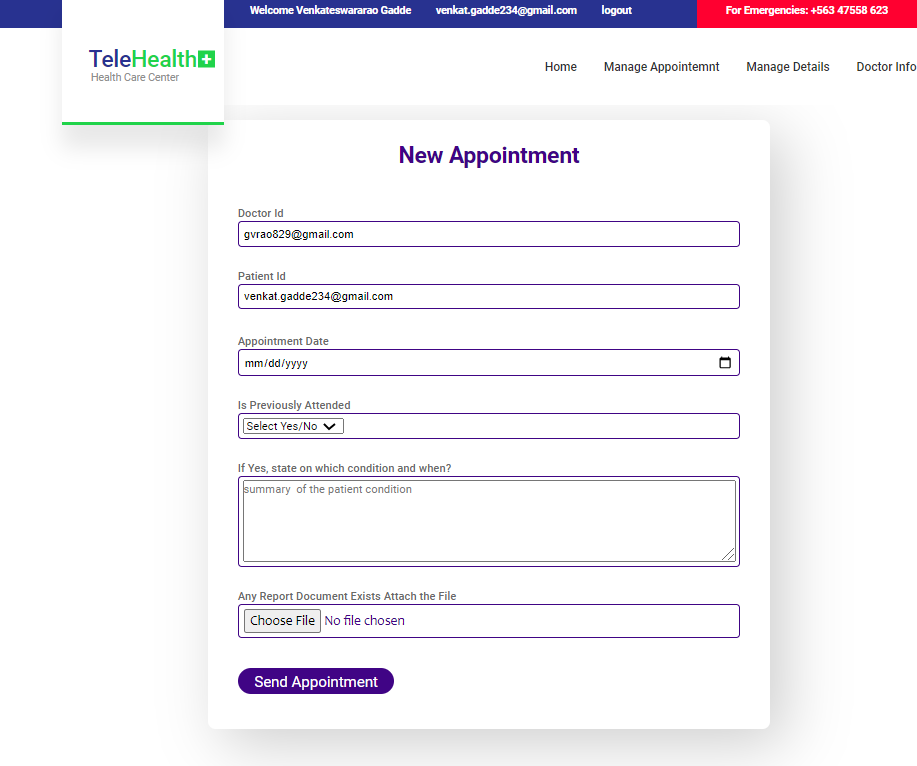 Welcome Venkateswararao Gadde venkat.gadde234@gmail.com logout For Emergencies: +563 47558 623
TeleHealth+
Health Care Center
Home Manage Appointemnt Manage Details Doctor Info
New Appointment
Doctor Id
gvrao829@gmail.com
Patient Id
venkat.gadde234@gmail.com
Appointment Date
mm/dd/yyyy
Is Previously Attended
Select Yes/No
If Yes, state on which condition and when?
summary of the patient condition
Any Report Document Exists Attach the File
Choose File No file chosen
Send Appointment